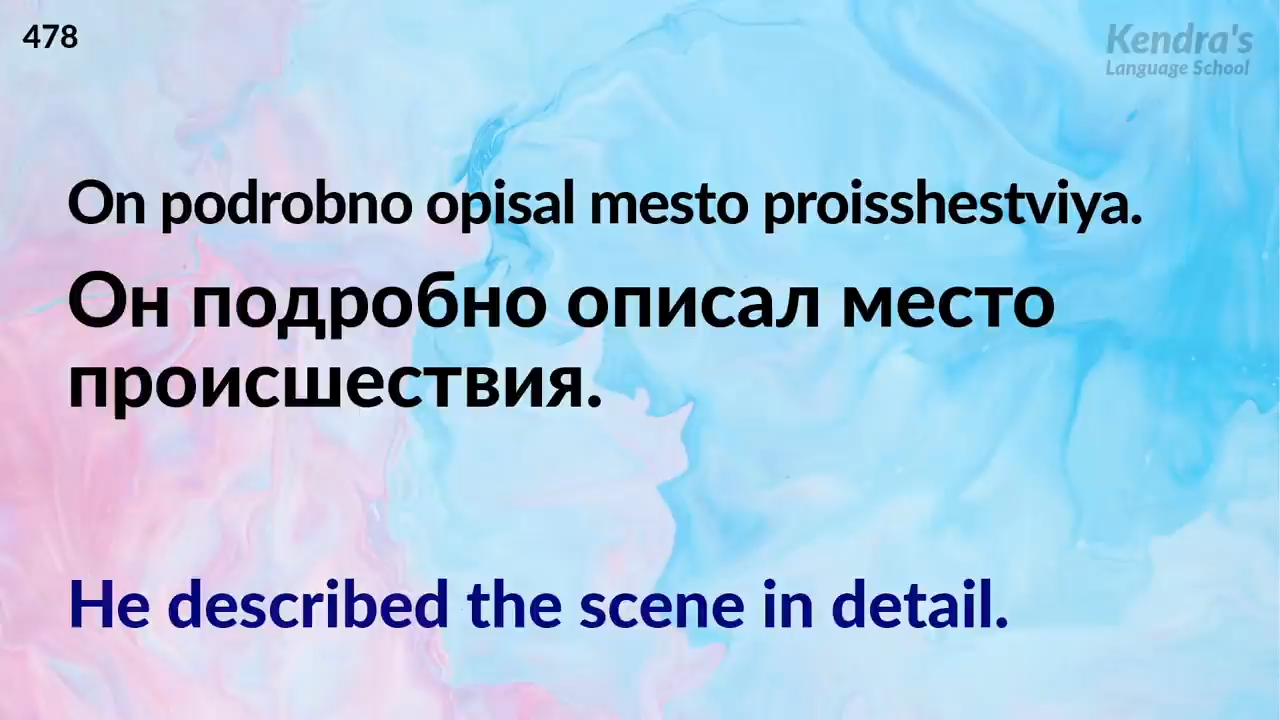 478
Kendra's
Language School
On podrobno opisal mesto proisshestviya.
Он подробно описал место
происшествия.
He described the scene in detail.